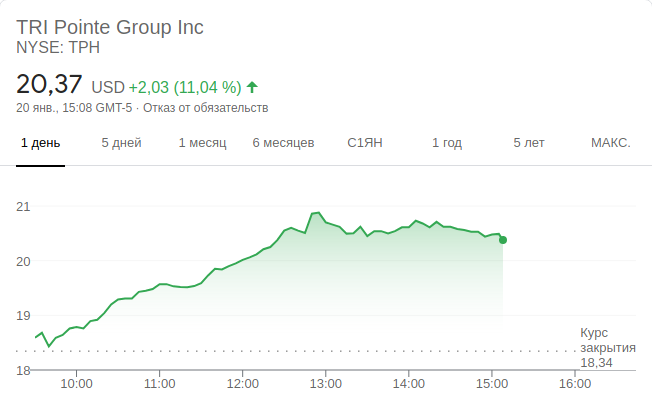 TRI Pointe Group Inc
NYSE: TPH
20,37 USD +2,03 (11,04 %)
20 янв., 15:08 GMT-5 · Отказ от обязательств
1 день 5 дней 1 месяц 6 месяцев С1ЯН 1 год 5 лет МАКС.
21
20
19
Курс
закрытия
18,34
18
10:00 11:00 12:00 13:00 14:00 15:00 16:00